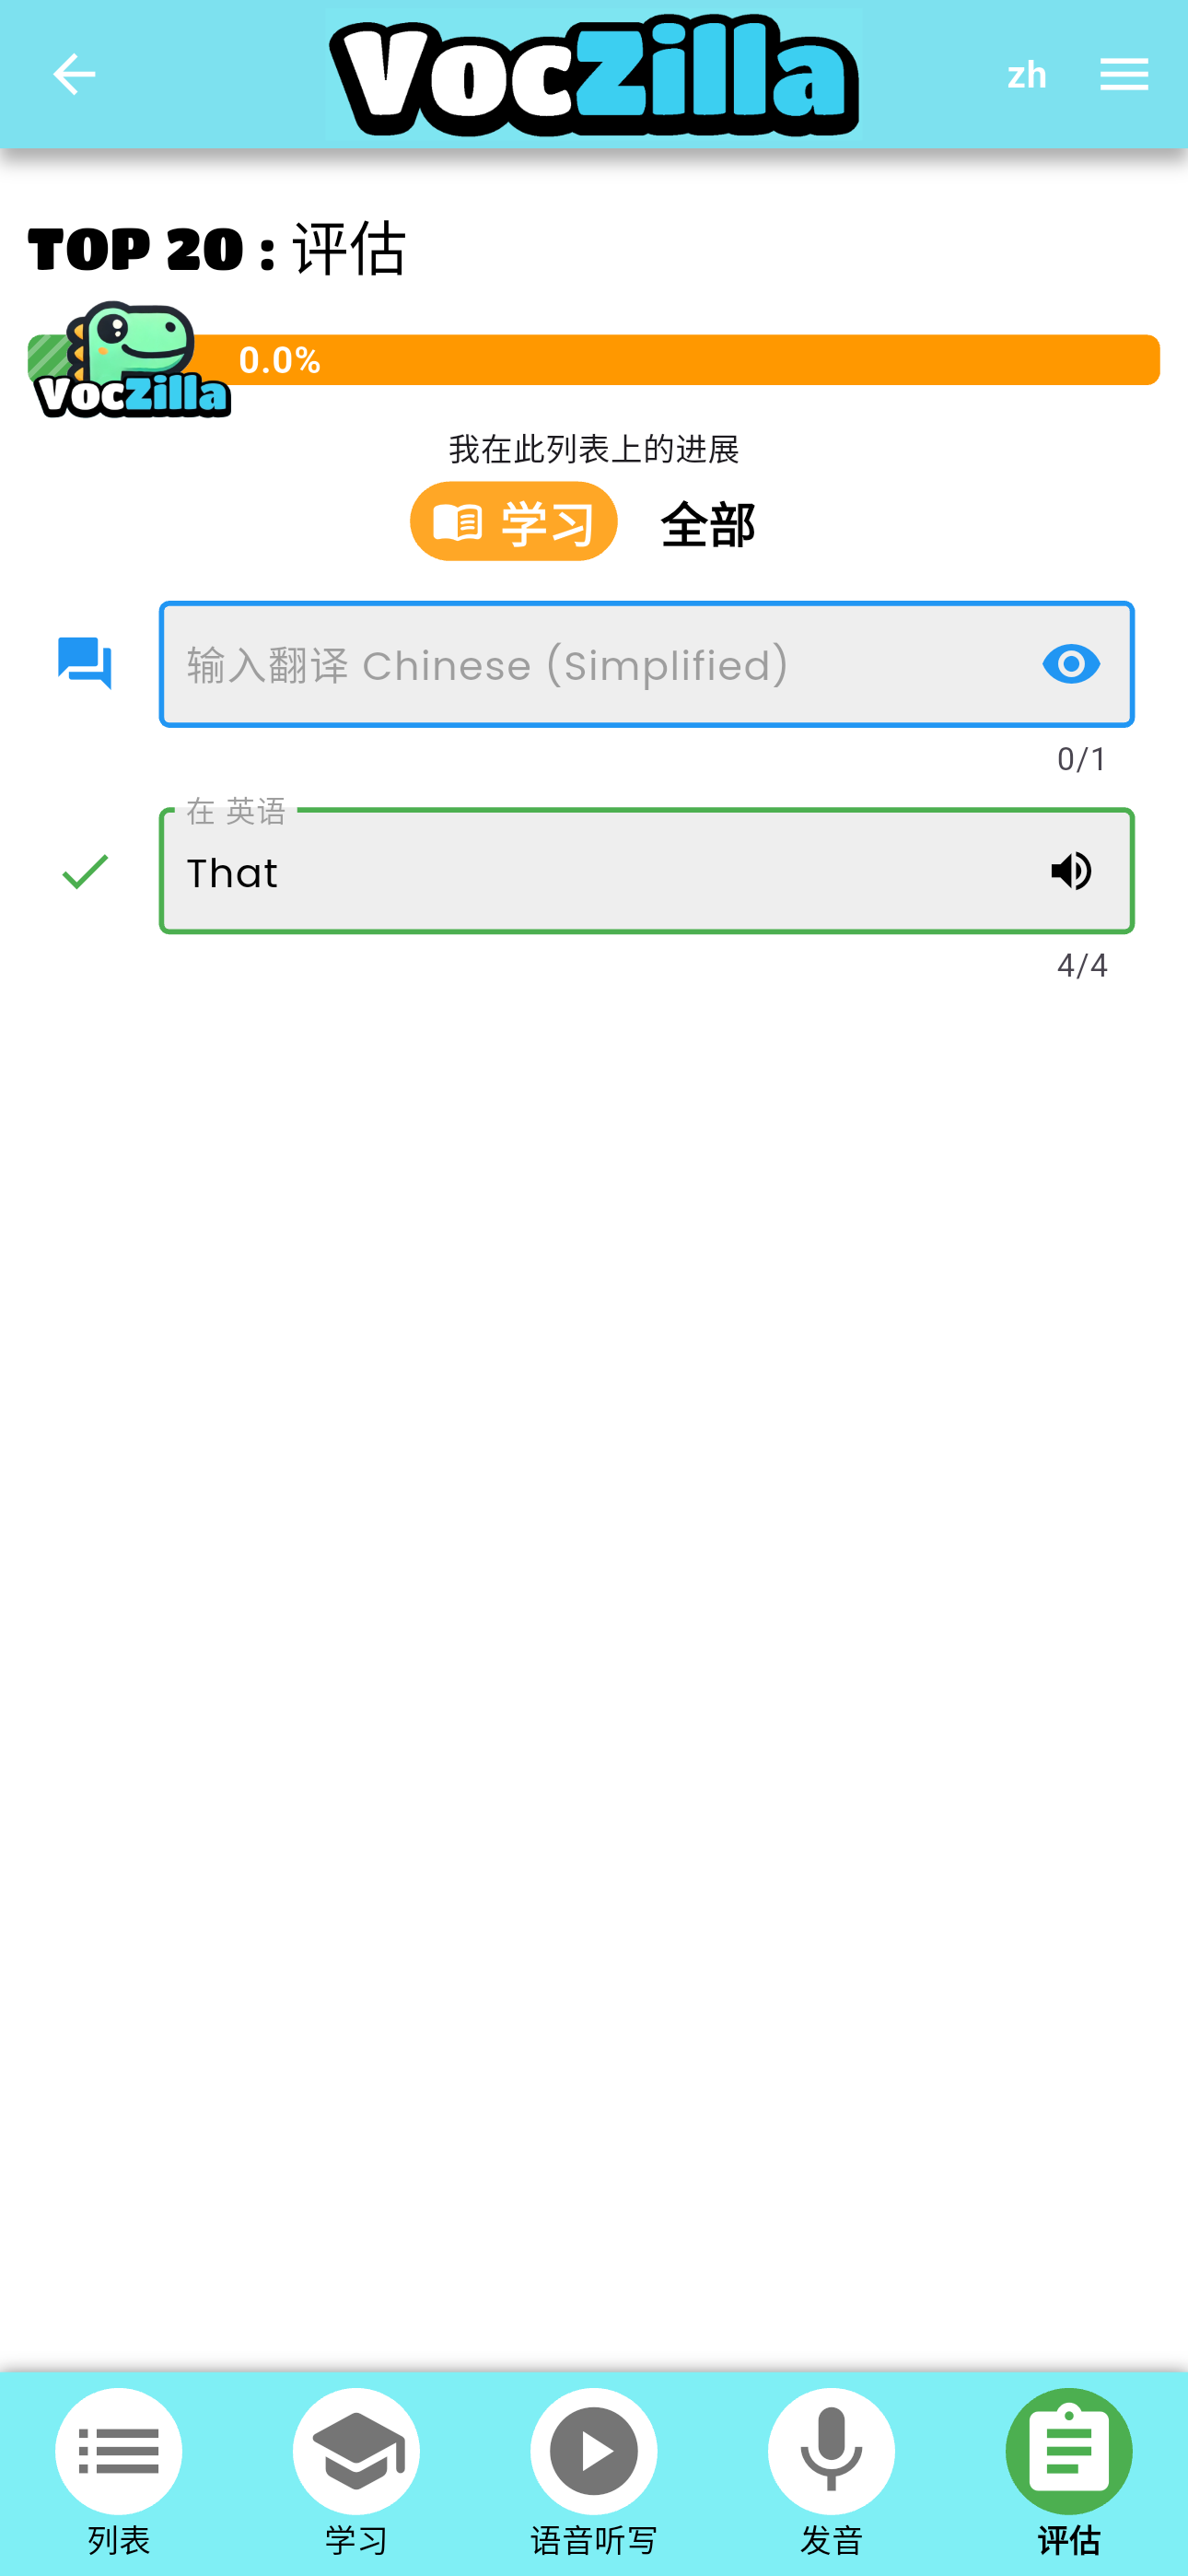 VocZilla
zh
TOP 20 : 评估
VocZilla
0.0%
我在此列表上的进展
学习 全部
输入翻译 Chinese (Simplified)
0/1
在 英语
That
4/4
列表 学习 语音听写 发音 评估